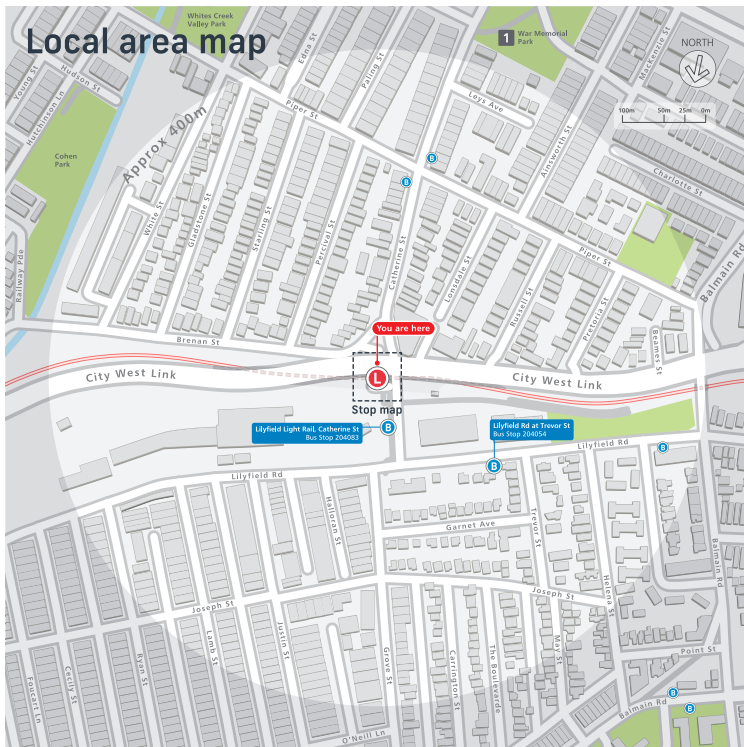 Local area map
Whites Creek
Valley Park
1
War Memorial
Park
NORTH
100m 50m 25m 0m
Young St
Hudson St
Hutchinson Ln
Cohen
Park
Railway Pde
Approx 400m
Edna St
Paling St
Piper St
Leys Ave
Ainsworth St
MacKenzie St
Charlotte St
B
B
White St
Gladstone St
Starling St
Percival St
Catherine St
Lonsdale St
Russell St
Pretoria St
Piper St
Balmain Rd
Beames St
Brenan St
You are here
City West Link
L
City West Link
Stop map
Lilyfield Light Rail, Catherine St
Bus Stop 204083
B
Lilyfield Rd at Trevor St
Bus Stop 204054
B
Lilyfield Rd
B
Lilyfield Rd
Halloran St
Garnet Ave
Trevor St
Helena St
Balmain Rd
Joseph St
Joseph St
Foucart Ln
Cecily St
Ryan St
Lamb St
Justin St
Grove St
Carrington St
The Boulevarde
May St
Point St
Balmain Rd
B
B
O'Neill Ln